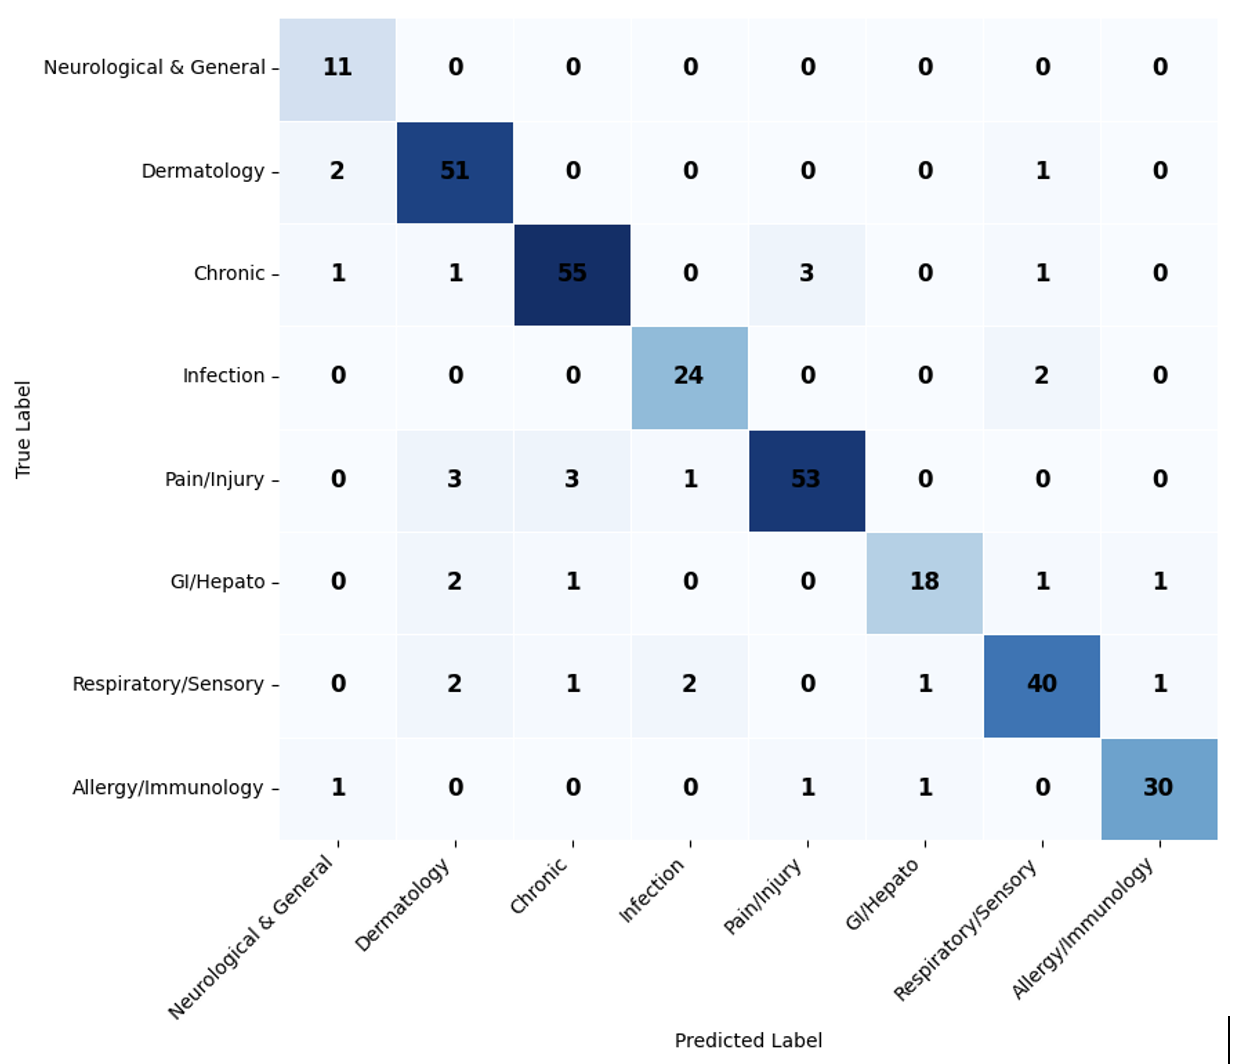 Neurological & General 11 0 0 0 0 0 0 0
Dermatology 2 51 0 0 0 0 1 0
Chronic 1 1 55 0 3 0 1 0
Infection 0 0 0 24 0 0 2 0
Pain/Injury 0 3 3 1 53 0 0 0
GI/Hepato 0 2 1 0 0 18 1 1
Respiratory/Sensory 0 2 1 2 0 1 40 1
Allergy/Immunology 1 0 0 0 1 1 0 30
True Label
Neurological & General
Dermatology
Chronic
Infection
Pain/Injury
GI/Hepato
Respiratory/Sensory
Allergy/Immunology
Predicted Label